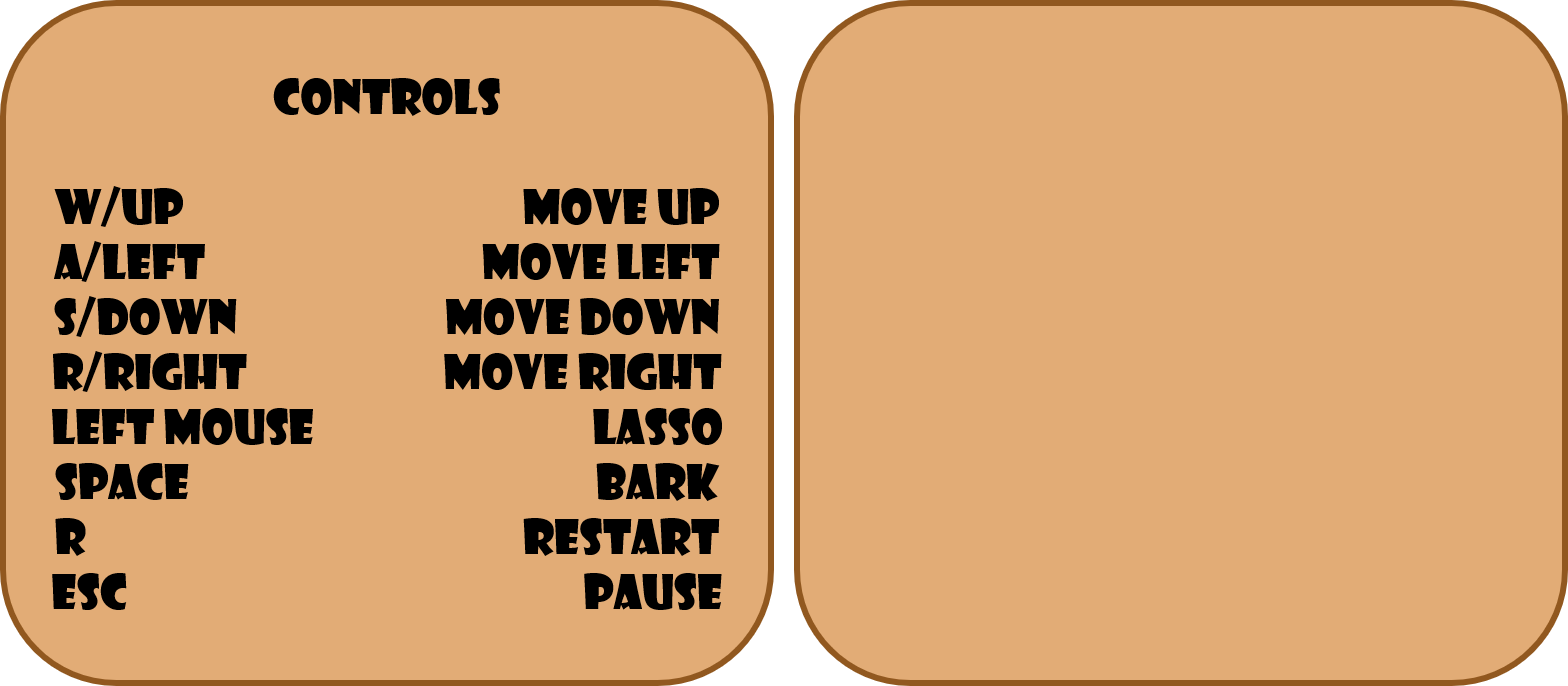 CONTROLS
W/UP MOVE UP
A/LEFT MOVE LEFT
S/DOWN MOVE DOWN
R/RIGHT MOVE RIGHT
LEFT MOUSE LASSO
SPACE BARK
R RESTART
ESC PAUSE